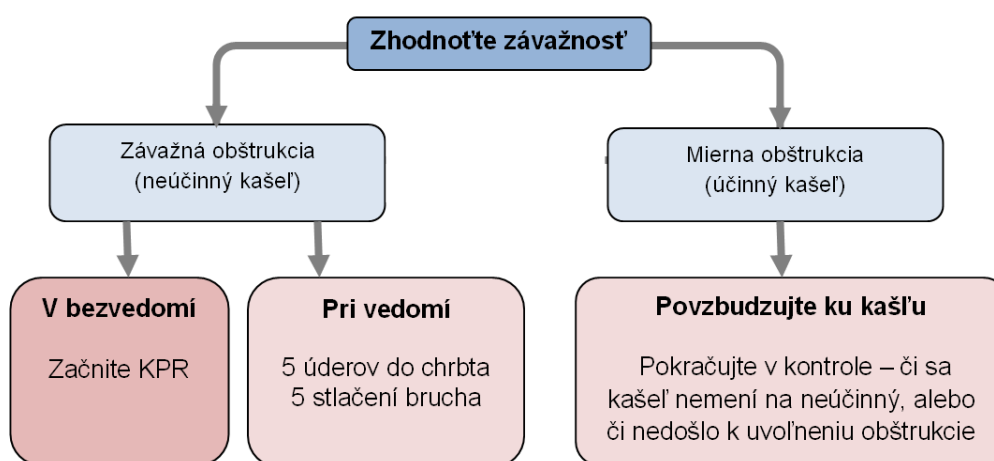 Zhodnoťte závažnosť
Závažná obštrukcia
(neúčinný kašeľ)
Mierna obštrukcia
(účinný kašeľ)
V bezvedomí
Začnite KPR
Pri vedomí
5 úderov do chrbta
5 stlačení brucha
Povzbudzujte ku kašľu
Pokračujte v kontrole – či sa
kašeľ nemení na neúčinný, alebo
či nedošlo k uvoľneniu obštrukcie